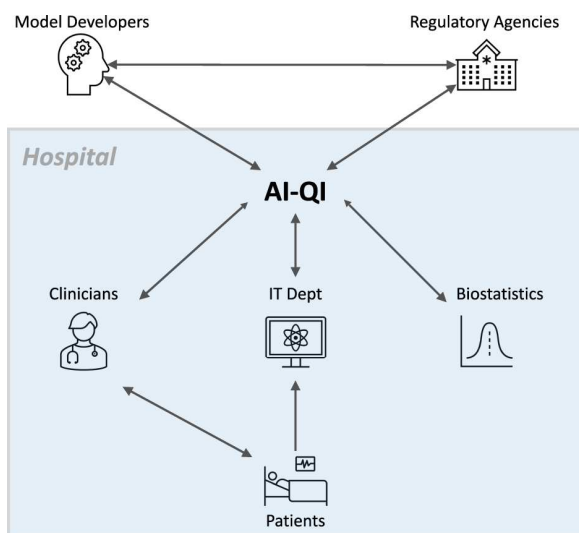 Model Developers
Regulatory Agencies
Hospital
AI-QI
Clinicians
IT Dept
Biostatistics
Patients